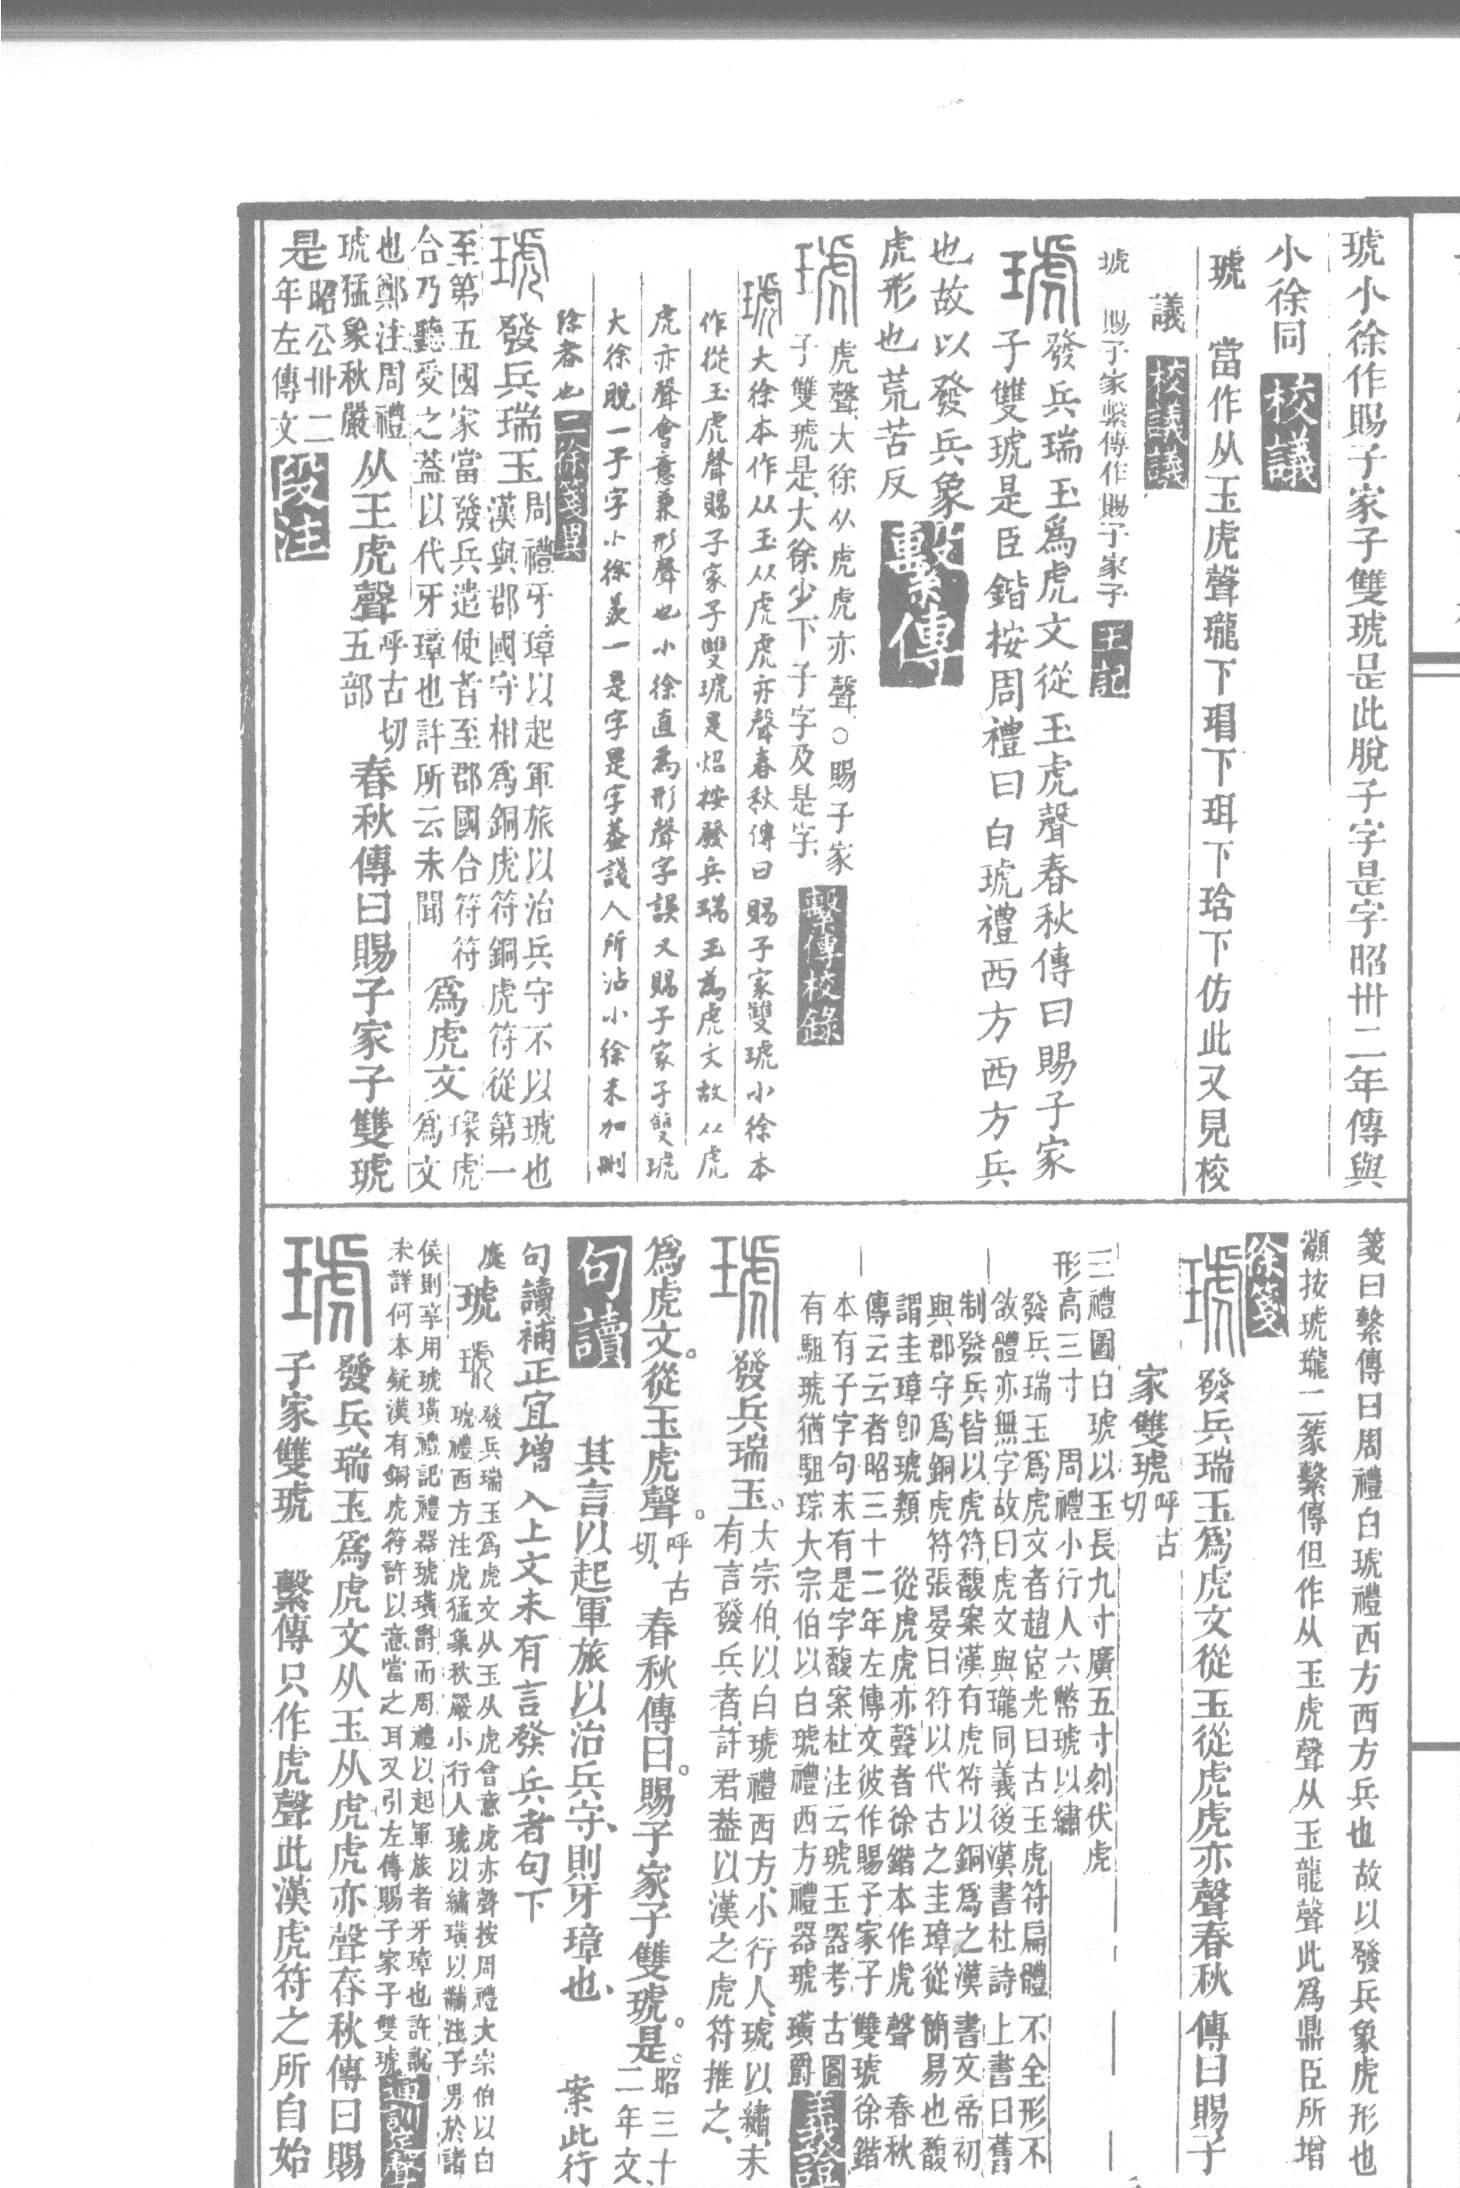 琥小徐作賜子家子雙琥是此脫子字是字昭卅二年傳與
小徐同 校議
琥 當作从玉虎聲瓏下瑁下珥下琀下仿此又見校
議 校議議
琥 賜子家繫傳作賜子家子 王記
琥 發兵瑞玉爲虎文從玉虎聲春秋傳曰賜子家
子雙琥是臣鍇按周禮曰白琥禮西方西方兵
也故以發兵象
虎形也荒苦反 繫傳
琥 虎聲大徐从虎虎亦聲○賜子家
子雙琥是大徐少下子字及是字 繫傳校錄
琥大徐本作从玉从虎虎亦聲春秋傳曰賜子家雙琥小徐本
作從玉虎聲賜子家子雙琥是炤按發兵瑞玉為虎文故从虎
虎亦聲會意兼形聲也小徐直為形聲字誤又賜子家子雙琥
大徐脫一子字小徐羨一是字是字蓋淺人所沾小徐未加刪
除者也 二徐箋異
琥 發兵瑞玉 周禮牙璋以起軍旅以治兵守不以琥也
漢與郡國守相爲銅虎符銅虎符從第一
至第五國家當發兵遣使者至郡國合符符
合乃聽受之蓋以代牙璋也許所云未聞 爲虎文 瑑虎
爲文
也鄭注周禮
琥猛象秋嚴 从王虎聲 呼古切
五部 春秋傳曰賜子家子雙琥
是 昭公卅二
年左傳文 段注
箋曰繫傳曰周禮白琥禮西方西方兵也故以發兵象虎形也
灝按琥瓏二篆繫傳但作从玉虎聲从玉龍聲此爲鼎臣所增
徐箋
琥 發兵瑞玉爲虎文從玉從虎虎亦聲春秋傳曰賜子
家雙琥 呼古
切
三禮圖白琥以玉長九寸廣五寸刻伏虎
形高三寸 周禮小行人六幣琥以繡
發兵瑞玉爲虎文者趙宧光曰古玉虎符扁體不全形不
故體亦無字故曰虎文與瓏同義後漢書杜詩上書曰舊
制發兵皆以虎符馥案漢有虎符以銅爲之漢書文帝初
與郡守爲銅虎符張晏曰符以代古之圭璋從簡易也馥
謂圭璋卽琥類 從虎虎亦聲者徐鍇本作虎聲 春秋
傳云云者昭三十二年左傳文彼作賜子家子雙琥徐鍇
本有子字句末有是字馥案杜注云琥玉器考古圖
有駔琥猶駔琮大宗伯以白琥禮西方禮器琥璜爵 義證
琥 發兵瑞玉。大宗伯、以白琥禮西方、小行人、琥以繡、未
有言發兵者、許君蓋以漢之虎符推之、
爲虎文。從玉虎聲。呼古
切、春秋傳曰。賜子家子雙琥是。昭三十
二年文、
句讀 其言以起軍旅以治兵守、則牙璋也、 案此行
句讀補正宜增 入上文未有言發兵者句下
琥 發兵瑞玉爲虎文从玉从虎會意虎亦聲按周禮大宗伯以白
琥禮西方注虎猛象秋嚴小行人琥以繡璜以黼注子男於諸
侯則享用琥璜禮記禮器琥璜爵而周禮以起軍旅者牙璋也許說
未詳何本疑漢有銅虎符許以意當之耳又引左傳賜子家子雙琥 通訓定聲
琥 發兵瑞玉爲虎文从玉从虎虎亦聲春秋傳曰賜
子家雙琥 繫傳只作虎聲此漢虎符之所自始